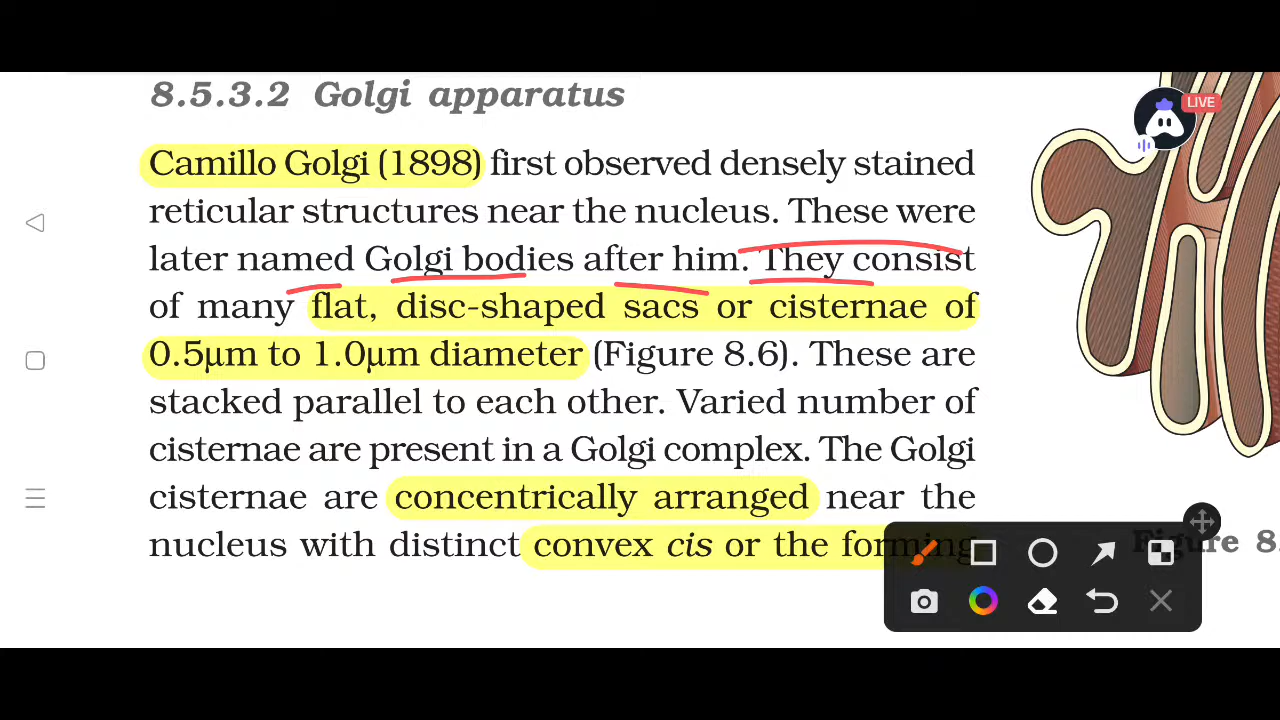 8.5.3.2 Golgi apparatus
LIVE
Camillo Golgi (1898) first observed densely stained
reticular structures near the nucleus. These were
later named Golgi bodies after him. They consist
of many flat, disc-shaped sacs or cisternae of
0.5µm to 1.0µm diameter (Figure 8.6). These are
stacked parallel to each other. Varied number of
cisternae are present in a Golgi complex. The Golgi
cisternae are concentrically arranged near the
nucleus with distinct convex cis or the forming
Figure 8.